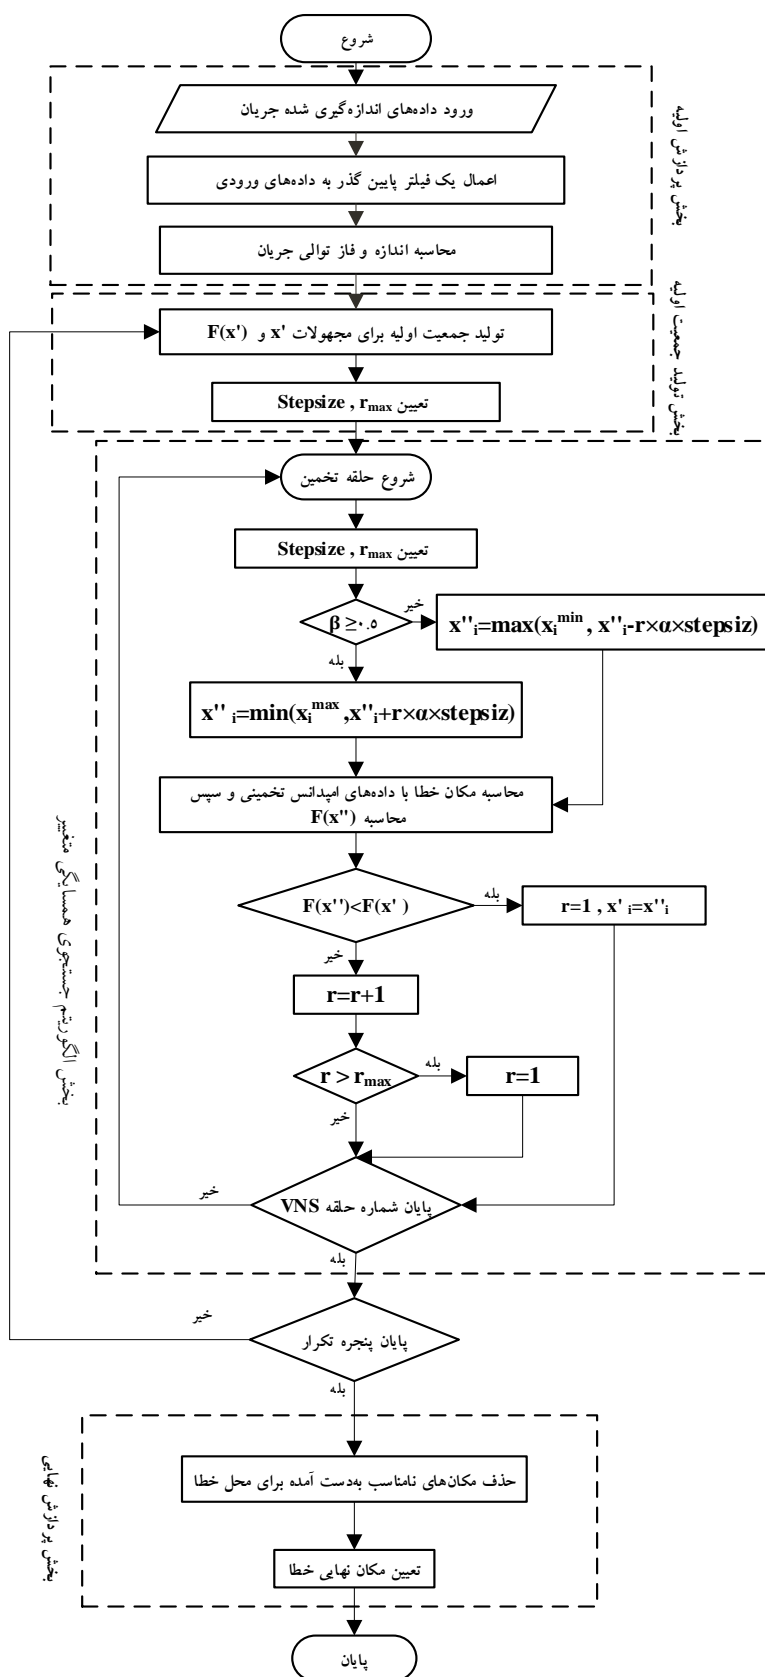 شروع
بخش پردازش اولیه
ورود داده‌های اندازه‌گیری شده جریان
اعمال یک فیلتر پایین گذر به داده‌های ورودی
محاسبه اندازه و فاز توالی جریان
بخش تولید جمعیت اولیه
تولید جمعیت اولیه برای مجهولات x' و F(x')
تعیین Stepsize , rmax
شروع حلقه تخمین
تعیین Stepsize , rmax
β ≥۰.۵
خیر
x''i=max(xi^min , x''i-r×α×stepsiz)
بله
x'' i=min(xi^max ,x''i+r×α×stepsiz)
محاسبه مکان خطا با داده‌های امپدانس تخمینی و سپس
محاسبه F(x'')
بخش الگوریتم جستجوی همسایگی متغییر
F(x'')<F(x' )
بله
r=1 , x' i=x''i
خیر
r=r+1
r > rmax
بله
r=1
خیر
پایان شماره حلقه VNS
خیر
بله
پایان پنجره تکرار
خیر
بله
بخش پردازش نهایی
حذف مکان‌های نامناسب به‌دست آمده برای محل خطا
تعیین مکان نهایی خطا
پایان